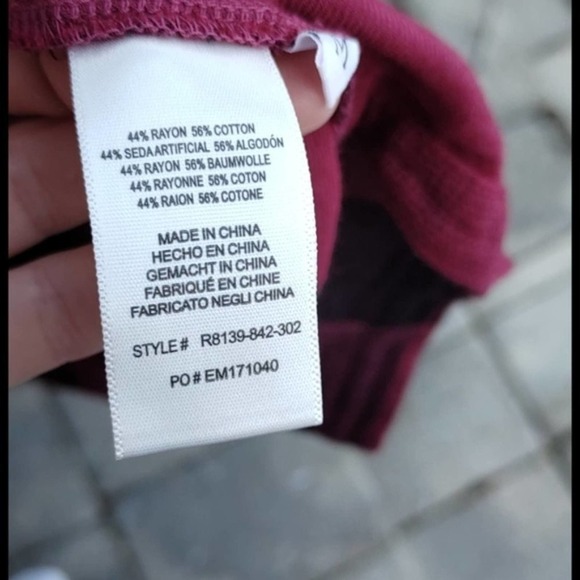 44% RAYON 56% COTTON
44% SEDA ARTIFICIAL 56% ALGODÓN
44% RAYON 56% BAUMWOLLE
44% RAYONNE 56% COTON
44% RAION 56% COTONE
MADE IN CHINA
HECHO EN CHINA
GEMACHT IN CHINA
FABRIQUÉ EN CHINE
FABRICATO NEGLI CHINA
STYLE# R8139-842-302
PO# EM171040